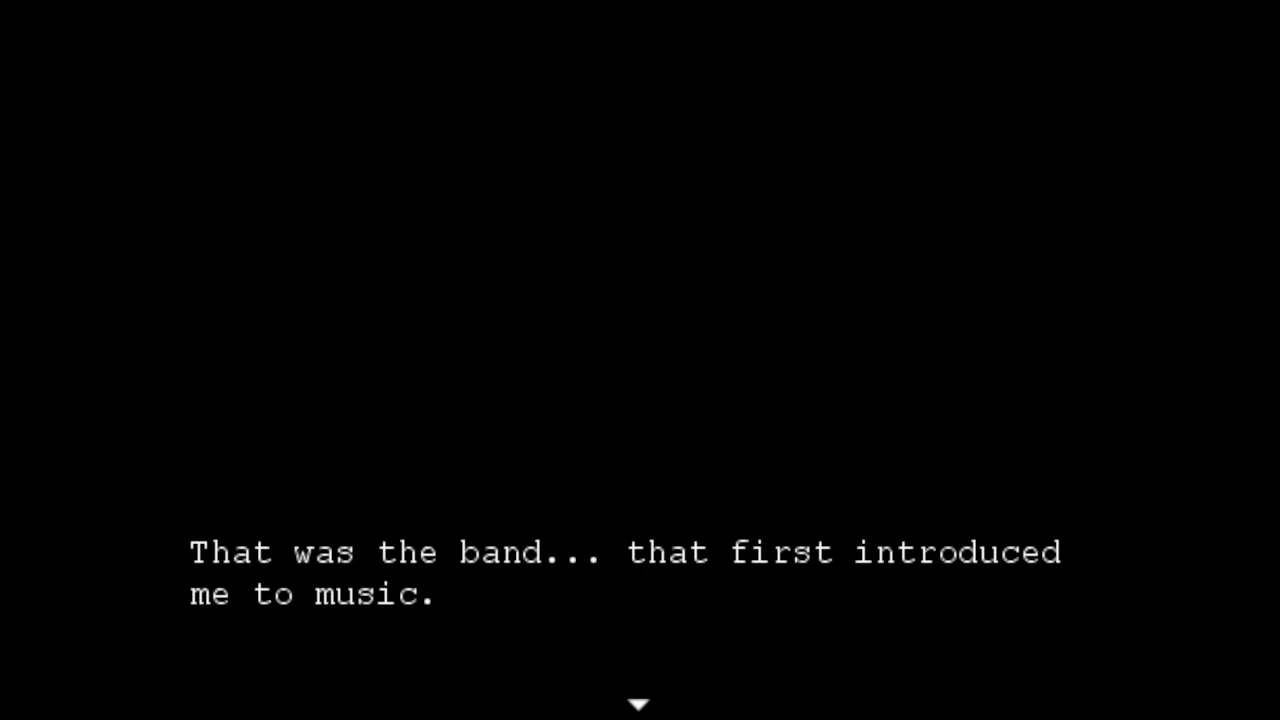 That was the band... that first introduced
me to music.